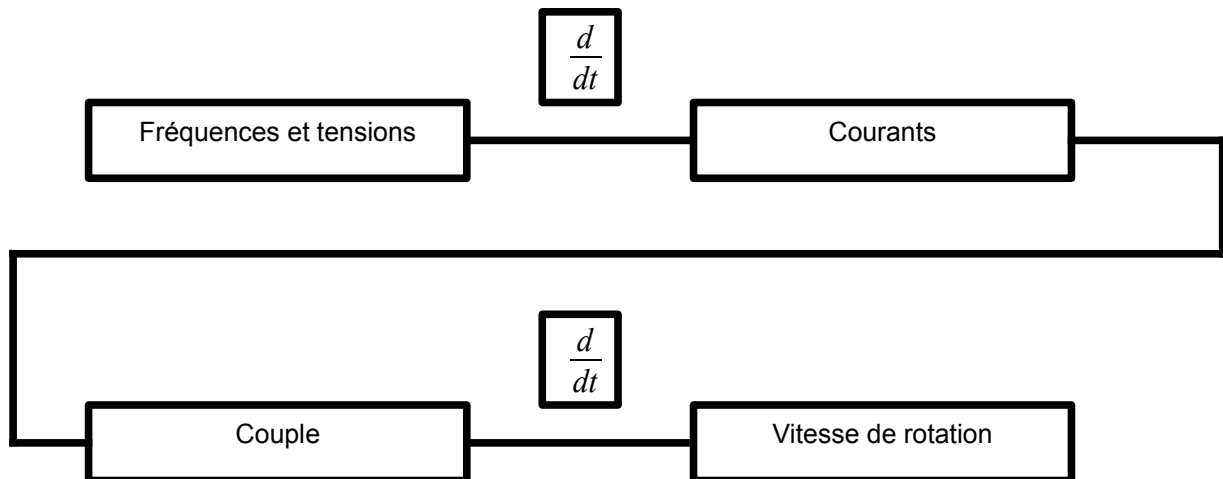 d
dt
Fréquences et tensions
Courants
d
dt
Couple
Vitesse de rotation